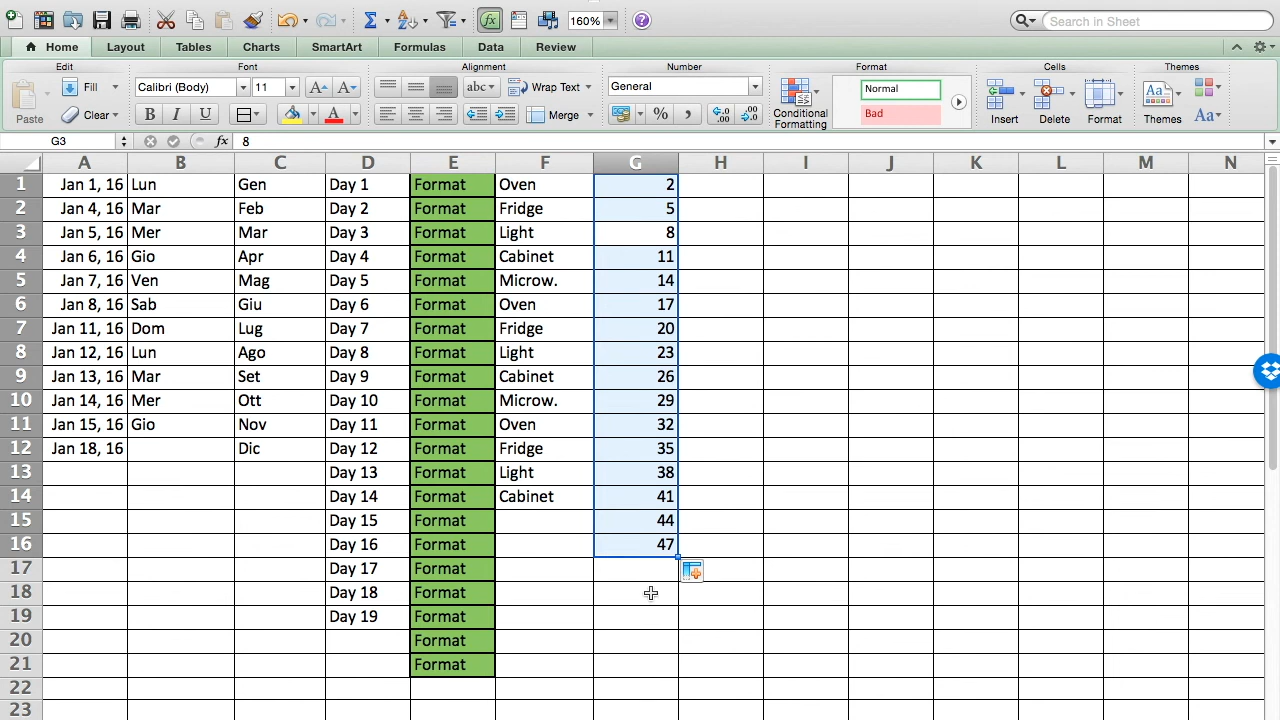 160%
Search in Sheet
Home Layout Tables Charts SmartArt Formulas Data Review
Edit Font Alignment Number Format Cells Themes
Fill Calibri (Body) 11 A A abc Wrap Text General Normal
Paste Clear B I U A Merge % , Conditional Formatting Bad Insert Delete Format Themes Aa
G3 fx 8
A B C D E F G H I J K L M N
1 Jan 1, 16 Lun Gen Day 1 Format Oven 2
2 Jan 4, 16 Mar Feb Day 2 Format Fridge 5
3 Jan 5, 16 Mer Mar Day 3 Format Light 8
4 Jan 6, 16 Gio Apr Day 4 Format Cabinet 11
5 Jan 7, 16 Ven Mag Day 5 Format Microw. 14
6 Jan 8, 16 Sab Giu Day 6 Format Oven 17
7 Jan 11, 16 Dom Lug Day 7 Format Fridge 20
8 Jan 12, 16 Lun Ago Day 8 Format Light 23
9 Jan 13, 16 Mar Set Day 9 Format Cabinet 26
10 Jan 14, 16 Mer Ott Day 10 Format Microw. 29
11 Jan 15, 16 Gio Nov Day 11 Format Oven 32
12 Jan 18, 16 Dic Day 12 Format Fridge 35
13 Day 13 Format Light 38
14 Day 14 Format Cabinet 41
15 Day 15 Format 44
16 Day 16 Format 47
17 Day 17 Format
18 Day 18 Format
19 Day 19 Format
20 Format
21 Format
22
23